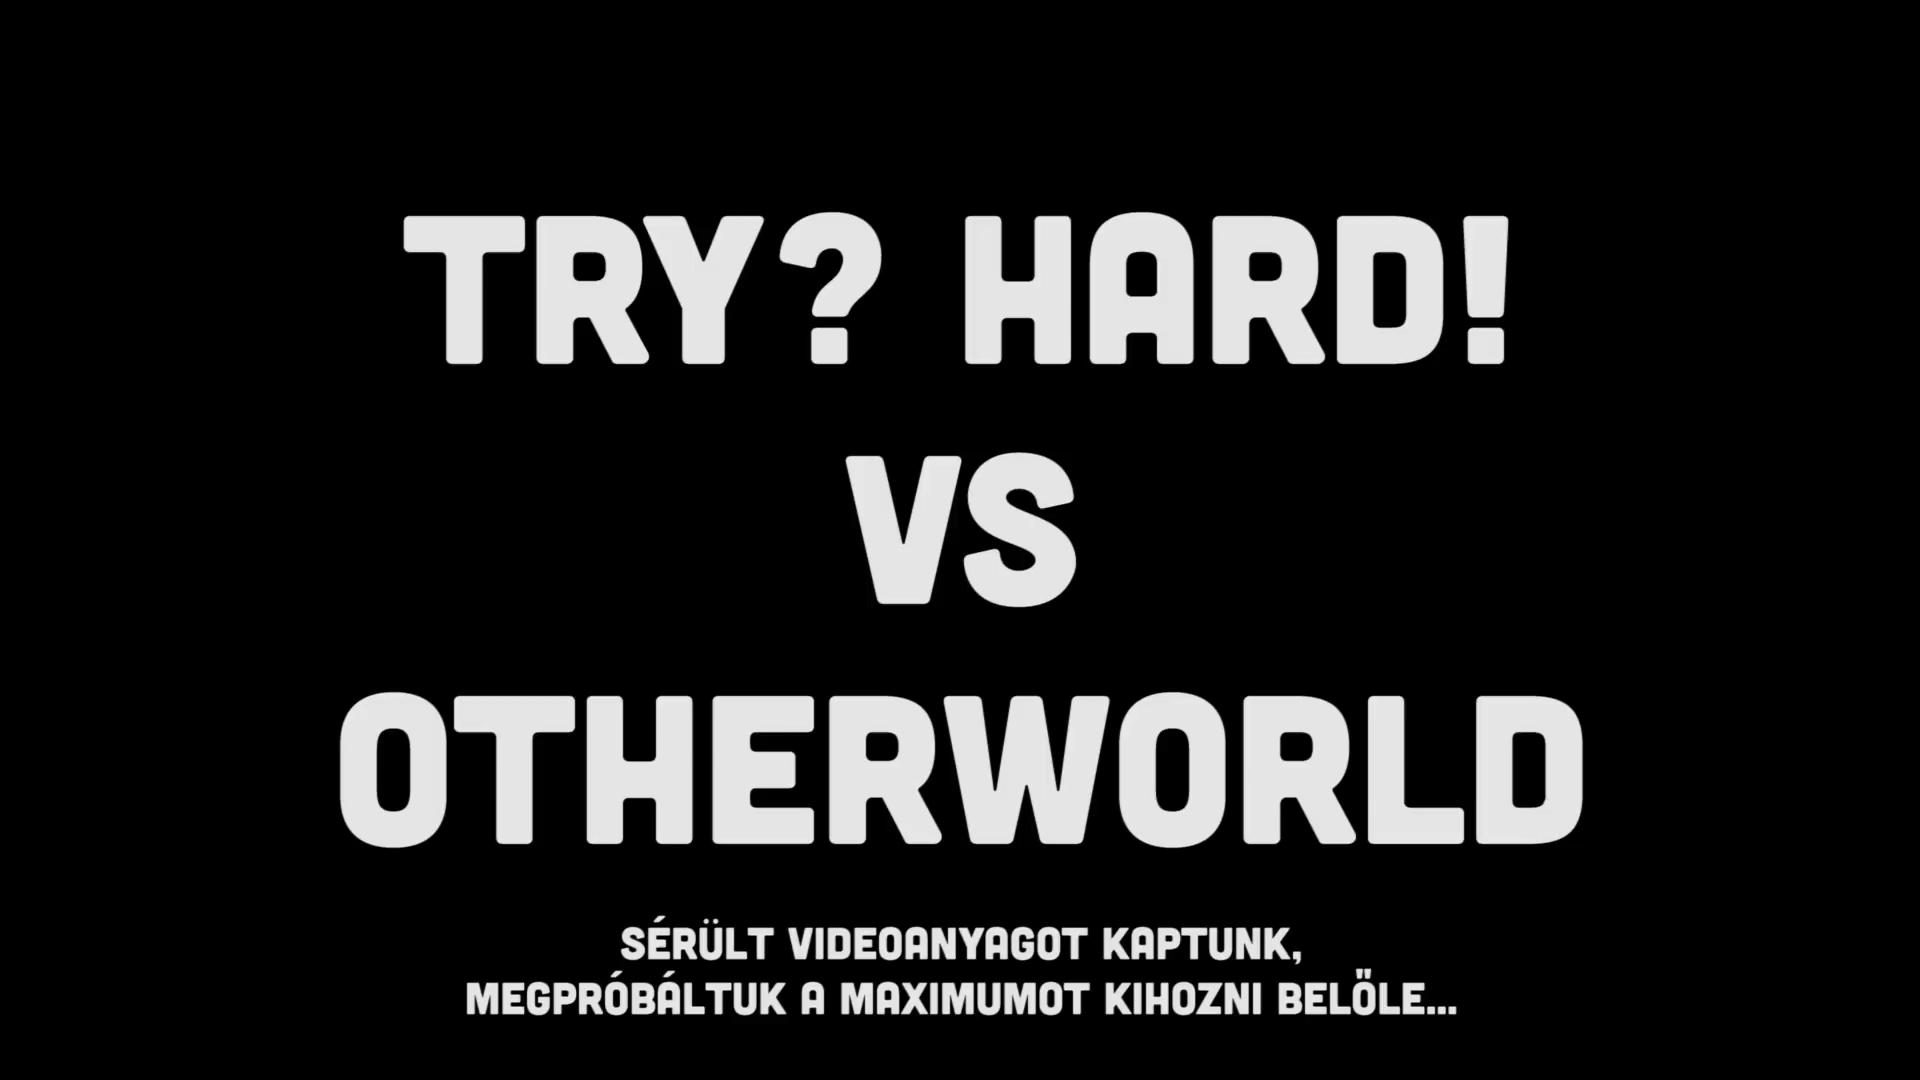 TRY? HARD!
VS
OTHERWORLD
SÉRÜLT VIDEOANYAGOT KAPTUNK,
MEGPRÓBÁLTUK A MAXIMUMOT KIHOZNI BELŐLE...